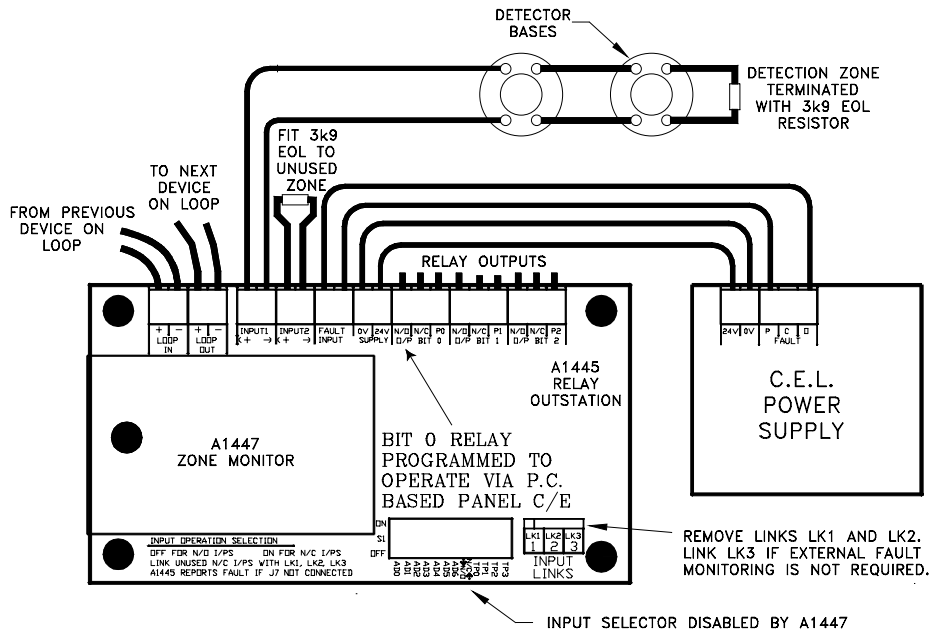 DETECTOR
BASES
DETECTION ZONE
TERMINATED
WITH 3k9 EOL
RESISTOR
FIT 3k9
EOL TO
UNUSED
ZONE
TO NEXT
DEVICE
ON LOOP
FROM PREVIOUS
DEVICE ON
LOOP
RELAY OUTPUTS
+ - + - INPUT1 INPUT2 FAULT 0V 24V N/O N/C P0 N/O N/C P1 N/O N/C P2
LOOP LOOP <+ -> <+ -> INPUT SUPPLY O/P BIT 0 O/P BIT 1 O/P BIT 2
IN OUT
24V 0V P C O
FAULT
A1445
RELAY
OUTSTATION
C.E.L.
POWER
SUPPLY
A1447
ZONE MONITOR
BIT 0 RELAY
PROGRAMMED TO
OPERATE VIA P.C.
BASED PANEL C/E
ON
S1
OFF
AD0 AD1 AD2 AD3 AD4 AD5 AD6 N/O N/C TP0 TP1 TP2 TP3
LK1 LK2 LK3
1 2 3
INPUT
LINKS
INPUT OPERATION SELECTION
OFF FOR N/O I/PS ON FOR N/C I/PS
LINK UNUSED N/C I/PS WITH LK1, LK2, LK3
A1445 REPORTS FAULT IF J7 NOT CONNECTED
REMOVE LINKS LK1 AND LK2.
LINK LK3 IF EXTERNAL FAULT
MONITORING IS NOT REQUIRED.
INPUT SELECTOR DISABLED BY A1447